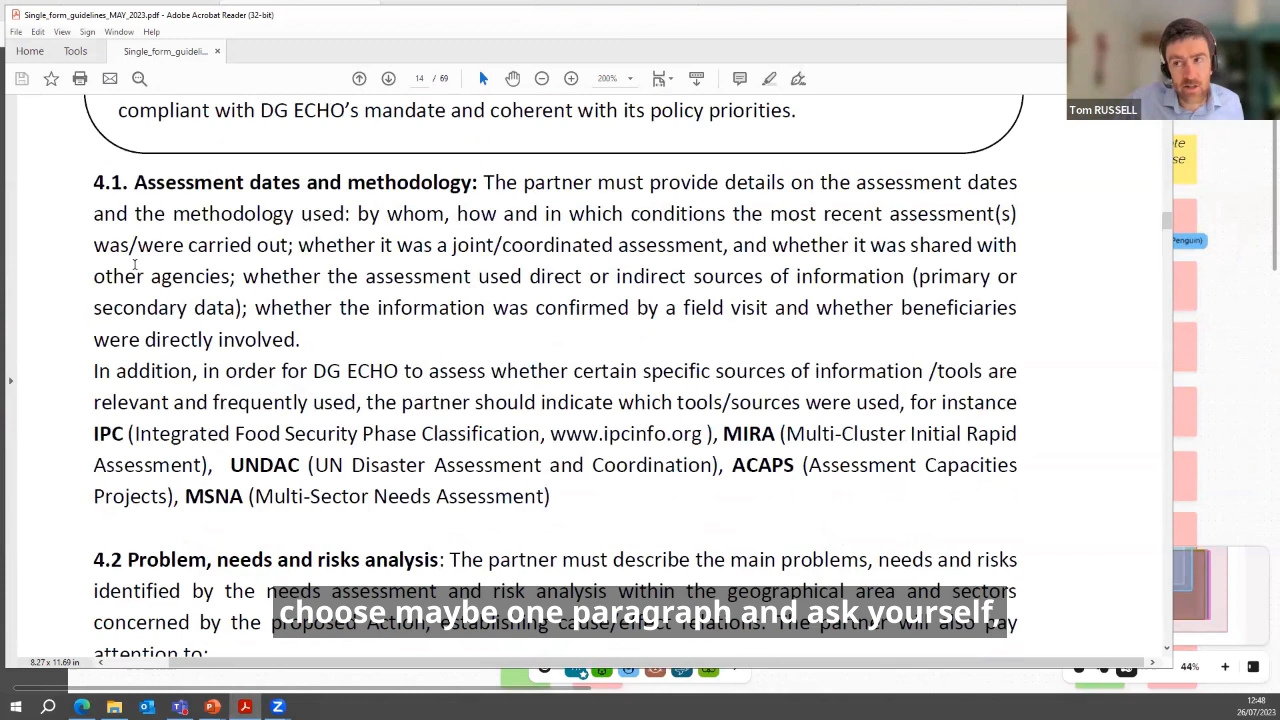 Single_form_guidelines_MAY_2023.pdf - Adobe Acrobat Reader (32-bit)
File Edit View Sign Window Help
Home Tools Single_form_guideli... ×
14 / 69 200%
Tom RUSSELL
compliant with DG ECHO's mandate and coherent with its policy priorities.
4.1. Assessment dates and methodology: The partner must provide details on the assessment dates
and the methodology used: by whom, how and in which conditions the most recent assessment(s)
was/were carried out; whether it was a joint/coordinated assessment, and whether it was shared with
other agencies; whether the assessment used direct or indirect sources of information (primary or
secondary data); whether the information was confirmed by a field visit and whether beneficiaries
were directly involved.
In addition, in order for DG ECHO to assess whether certain specific sources of information /tools are
relevant and frequently used, the partner should indicate which tools/sources were used, for instance
IPC (Integrated Food Security Phase Classification, www.ipcinfo.org ), MIRA (Multi-Cluster Initial Rapid
Assessment), UNDAC (UN Disaster Assessment and Coordination), ACAPS (Assessment Capacities
Projects), MSNA (Multi-Sector Needs Assessment)
4.2 Problem, needs and risks analysis: The partner must describe the main problems, needs and risks
identified by the needs assessment and risk analysis within the geographical area and sectors
concerned by the proposed Action, establishing cause/effect relations. The partner will also pay
attention to:
choose maybe one paragraph and ask yourself,
Penguin)
8.27 x 11.69 in
44%
12:48
26/07/2023